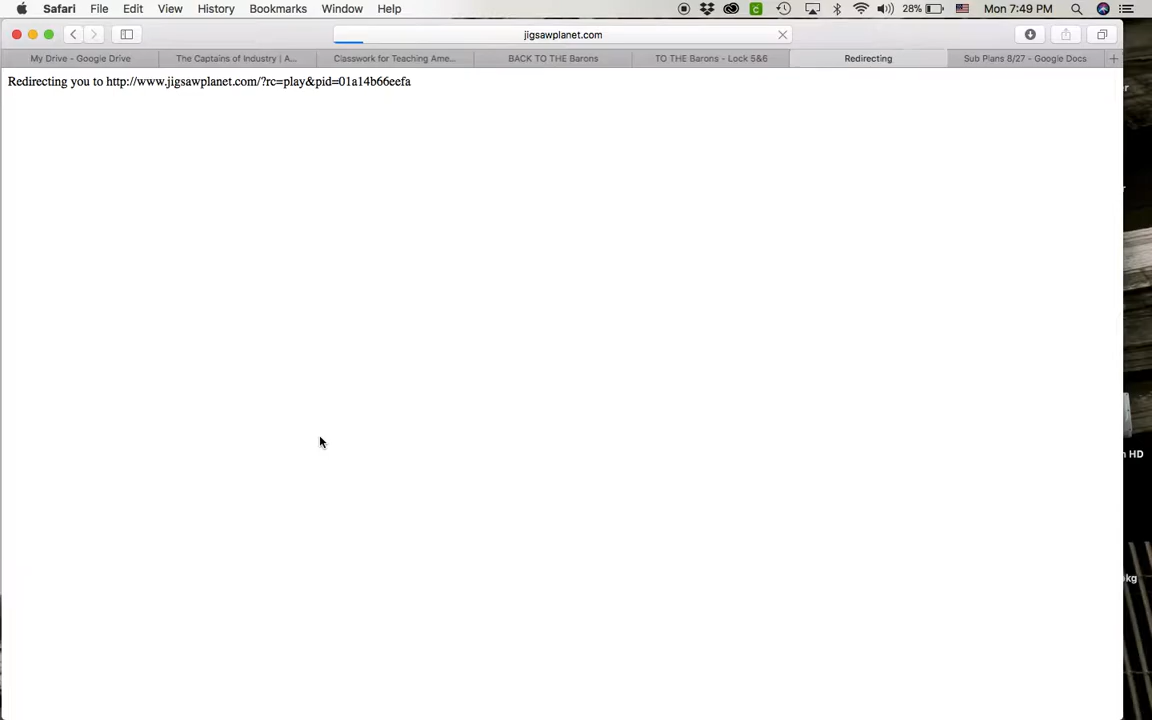 Safari File Edit View History Bookmarks Window Help 28% Mon 7:49 PM
jigsawplanet.com
My Drive - Google Drive The Captains of Industry | A... Classwork for Teaching Ame... BACK TO THE Barons TO THE Barons - Lock 5&6 Redirecting Sub Plans 8/27 - Google Docs
Redirecting you to http://www.jigsawplanet.com/?rc=play&pid=01a14b66eefa
HD